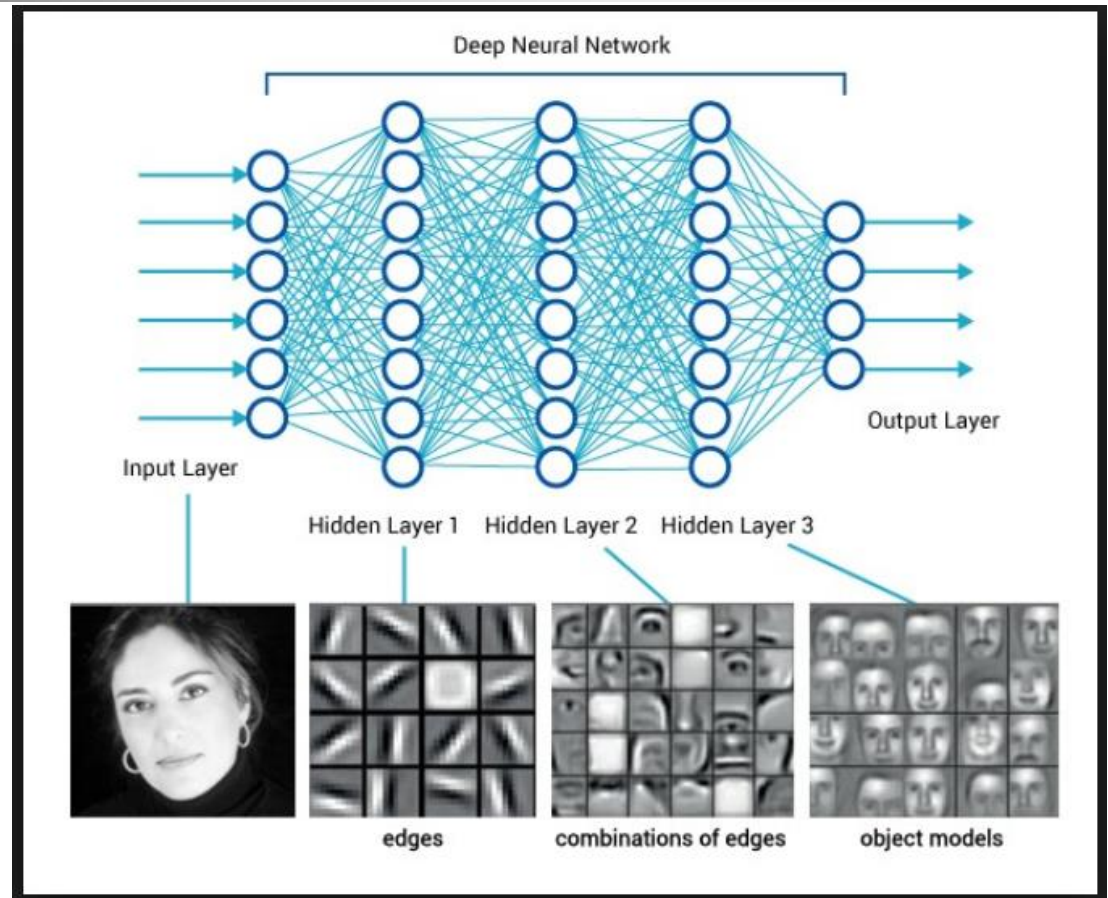 Deep Neural Network
Input Layer
Output Layer
Hidden Layer 1
Hidden Layer 2
Hidden Layer 3
edges
combinations of edges
object models